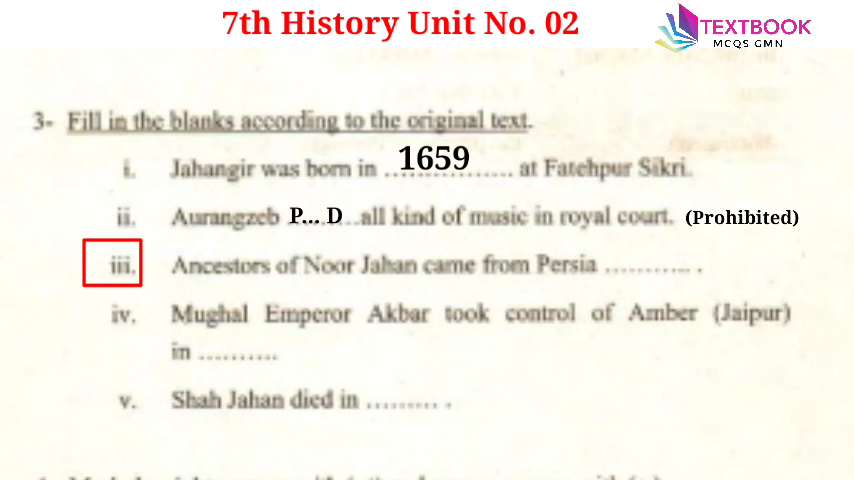 7th History Unit No. 02
TEXTBOOK
MCQS GMN
3- Fill in the blanks according to the original text.
i. Jahangir was born in ...1659... at Fatehpur Sikri.
ii. Aurangzeb P... D ...all kind of music in royal court. (Prohibited)
iii. Ancestors of Noor Jahan came from Persia ............ .
iv. Mughal Emperor Akbar took control of Amber (Jaipur)
in ..........
v. Shah Jahan died in ......... .